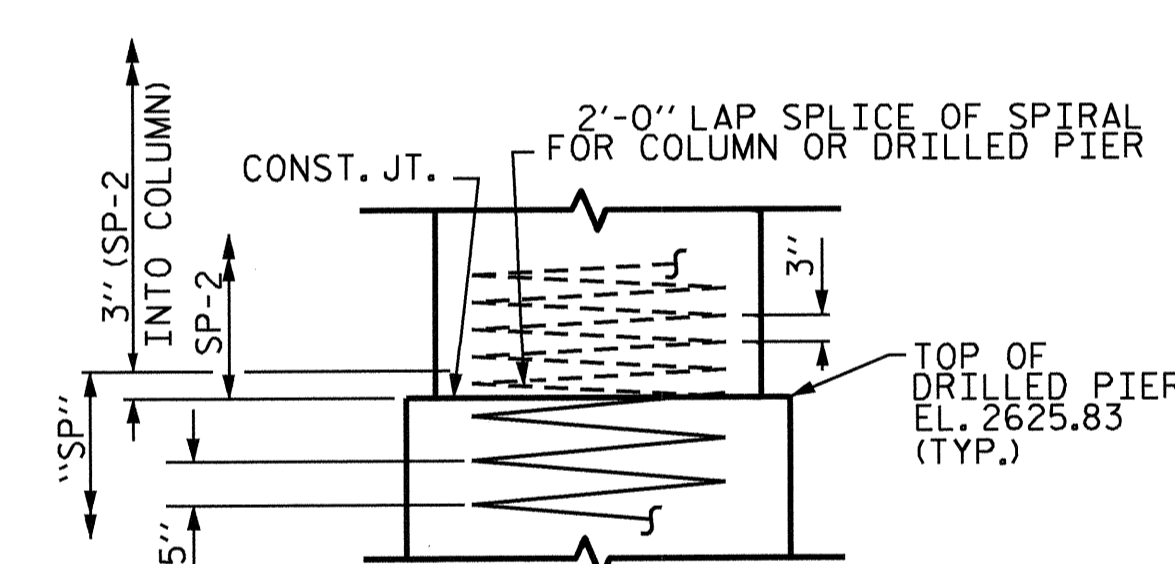 2'-0" LAP SPLICE OF SPIRAL
FOR COLUMN OR DRILLED PIER
CONST. JT.
3" (SP-2
INTO COLUMN)
SP-2
3"
TOP OF
DRILLED PIER
EL. 2625.83
(TYP.)
"SP"
5"